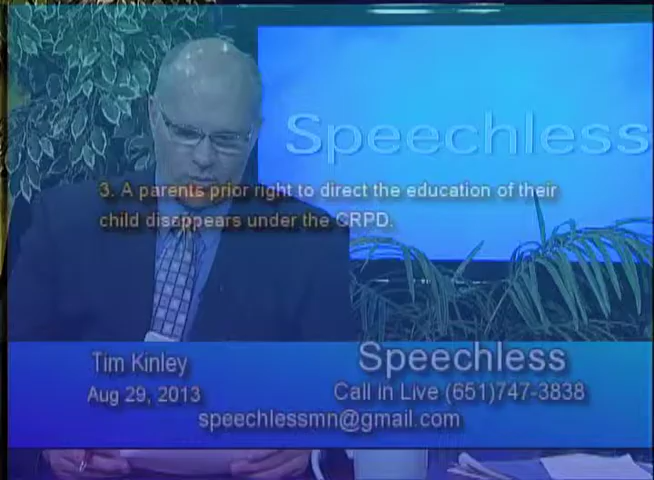 Speechless
3. A parents prior right to direct the education of their
child disappears under the CRPD.
Tim Kinley
Speechless
Aug 29, 2013
Call in Live (651)747-3838
speechlessmn@gmail.com